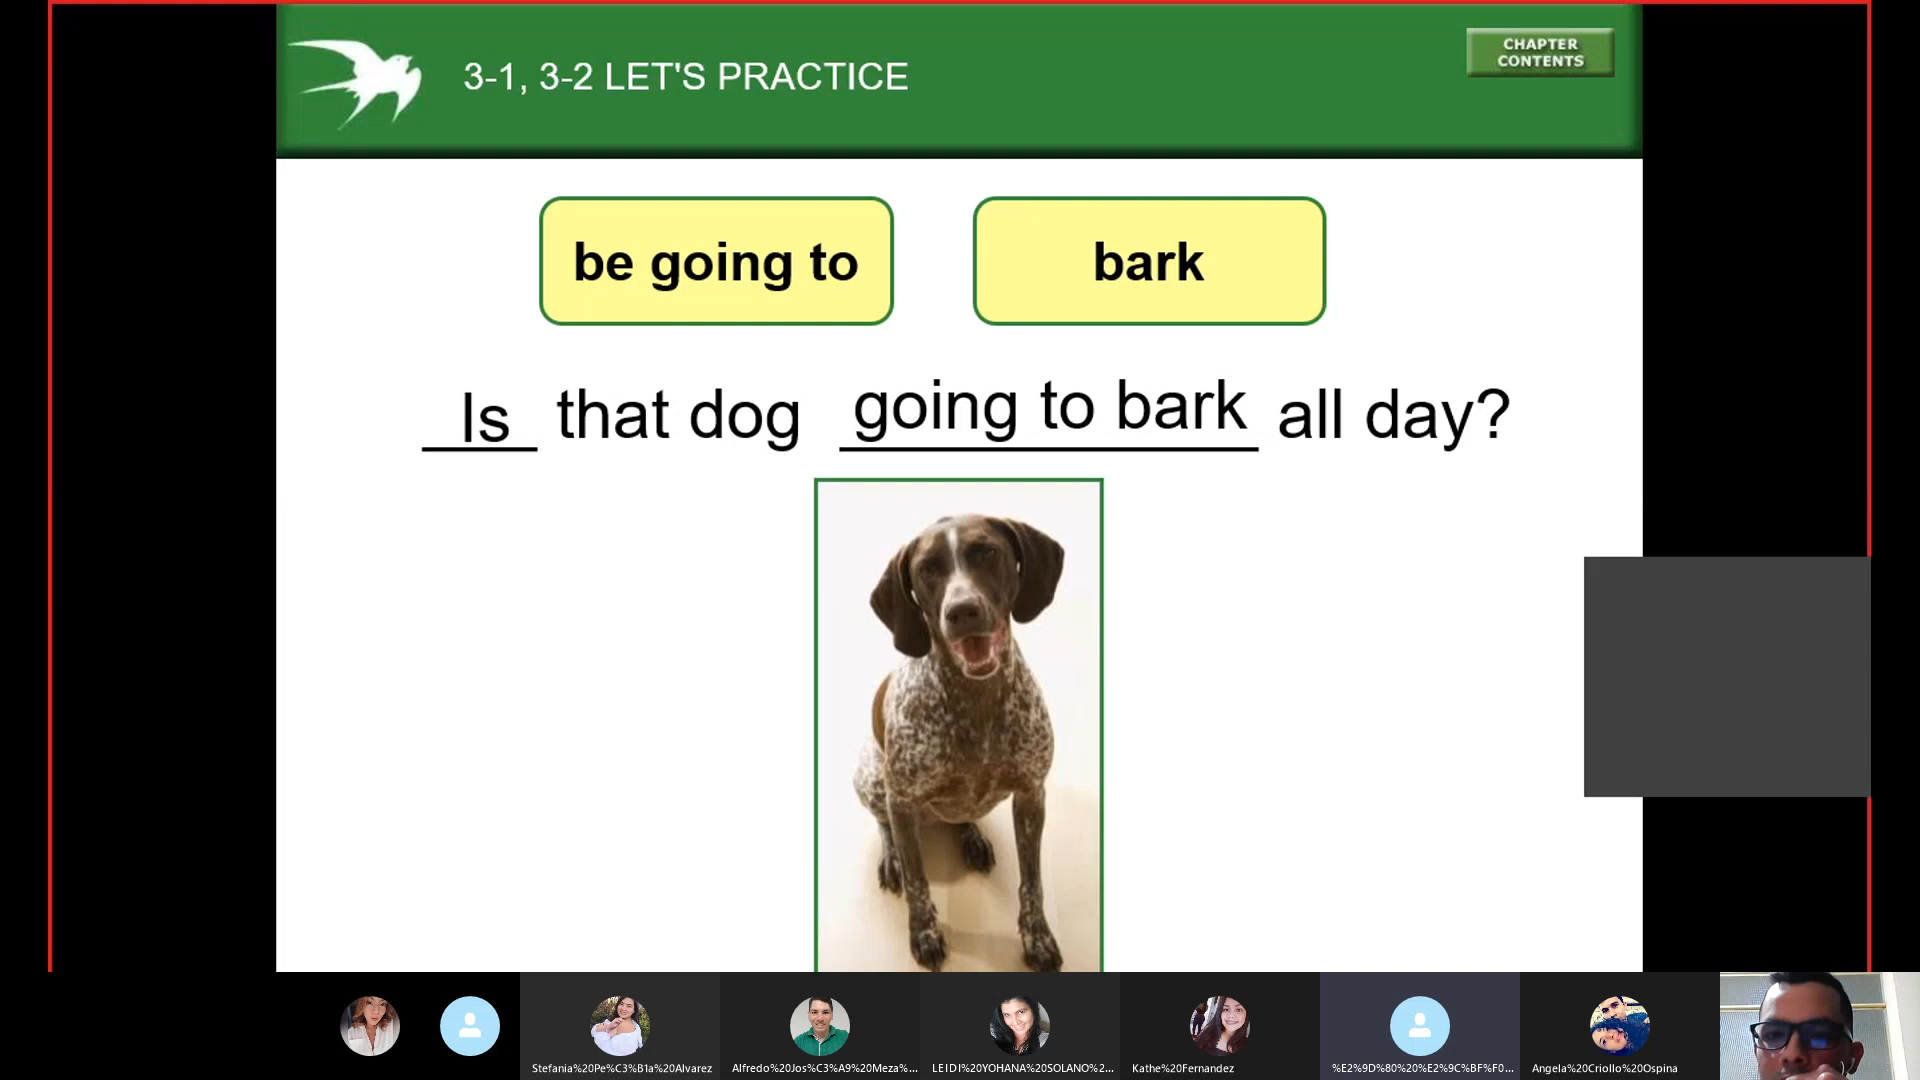 3-1, 3-2 LET'S PRACTICE
CHAPTER
CONTENTS
be going to
bark
Is that dog going to bark all day?
Stefania%20Pe%C3%B1a%20Alvarez
Alfredo%20Jos%C3%A9%20Meza%...
LEIDI%20YOHANA%20SOLANO%2...
Kathe%20Fernandez
%E2%9D%80%20%E2%9C%BF%F0...
Angela%20Criollo%20Ospina